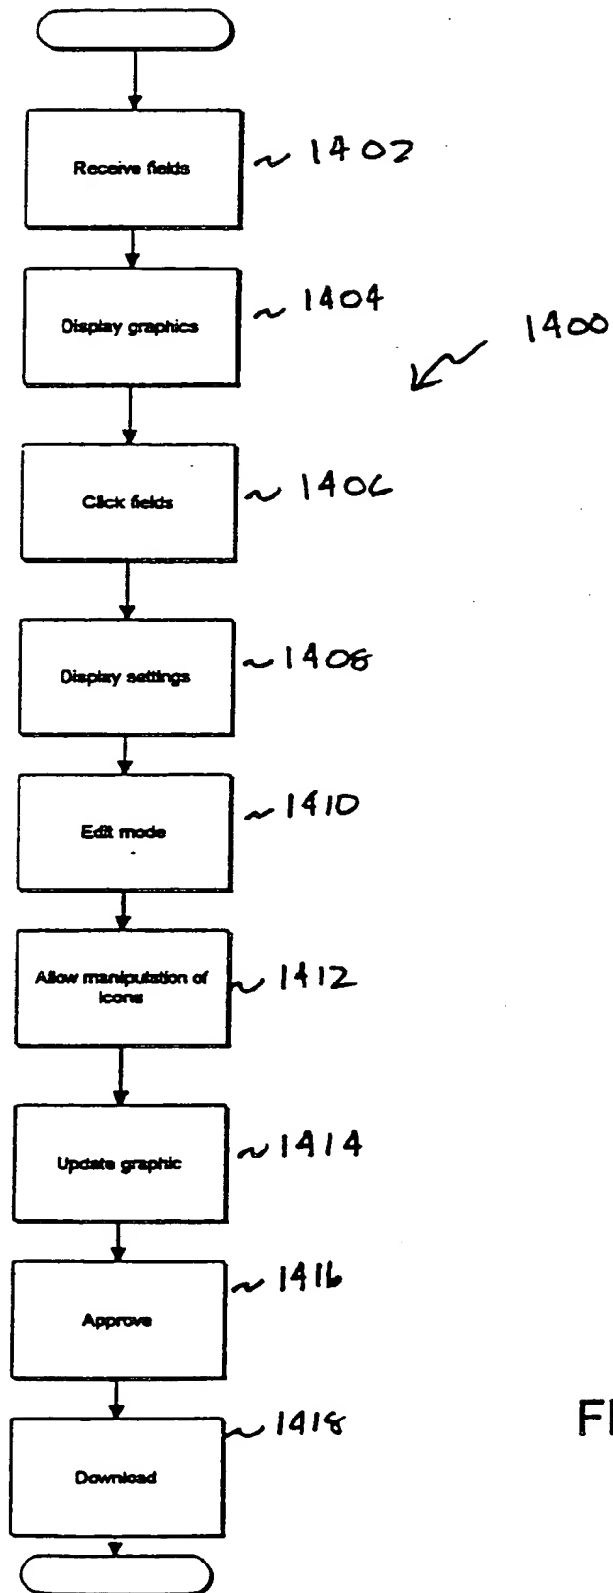 Receive fields
1402
Display graphics
1404
1400
Click fields
1406
Display settings
1408
Edit mode
1410
Allow manipulation of
icons
1412
Update graphic
1414
Approve
1416
Download
1418